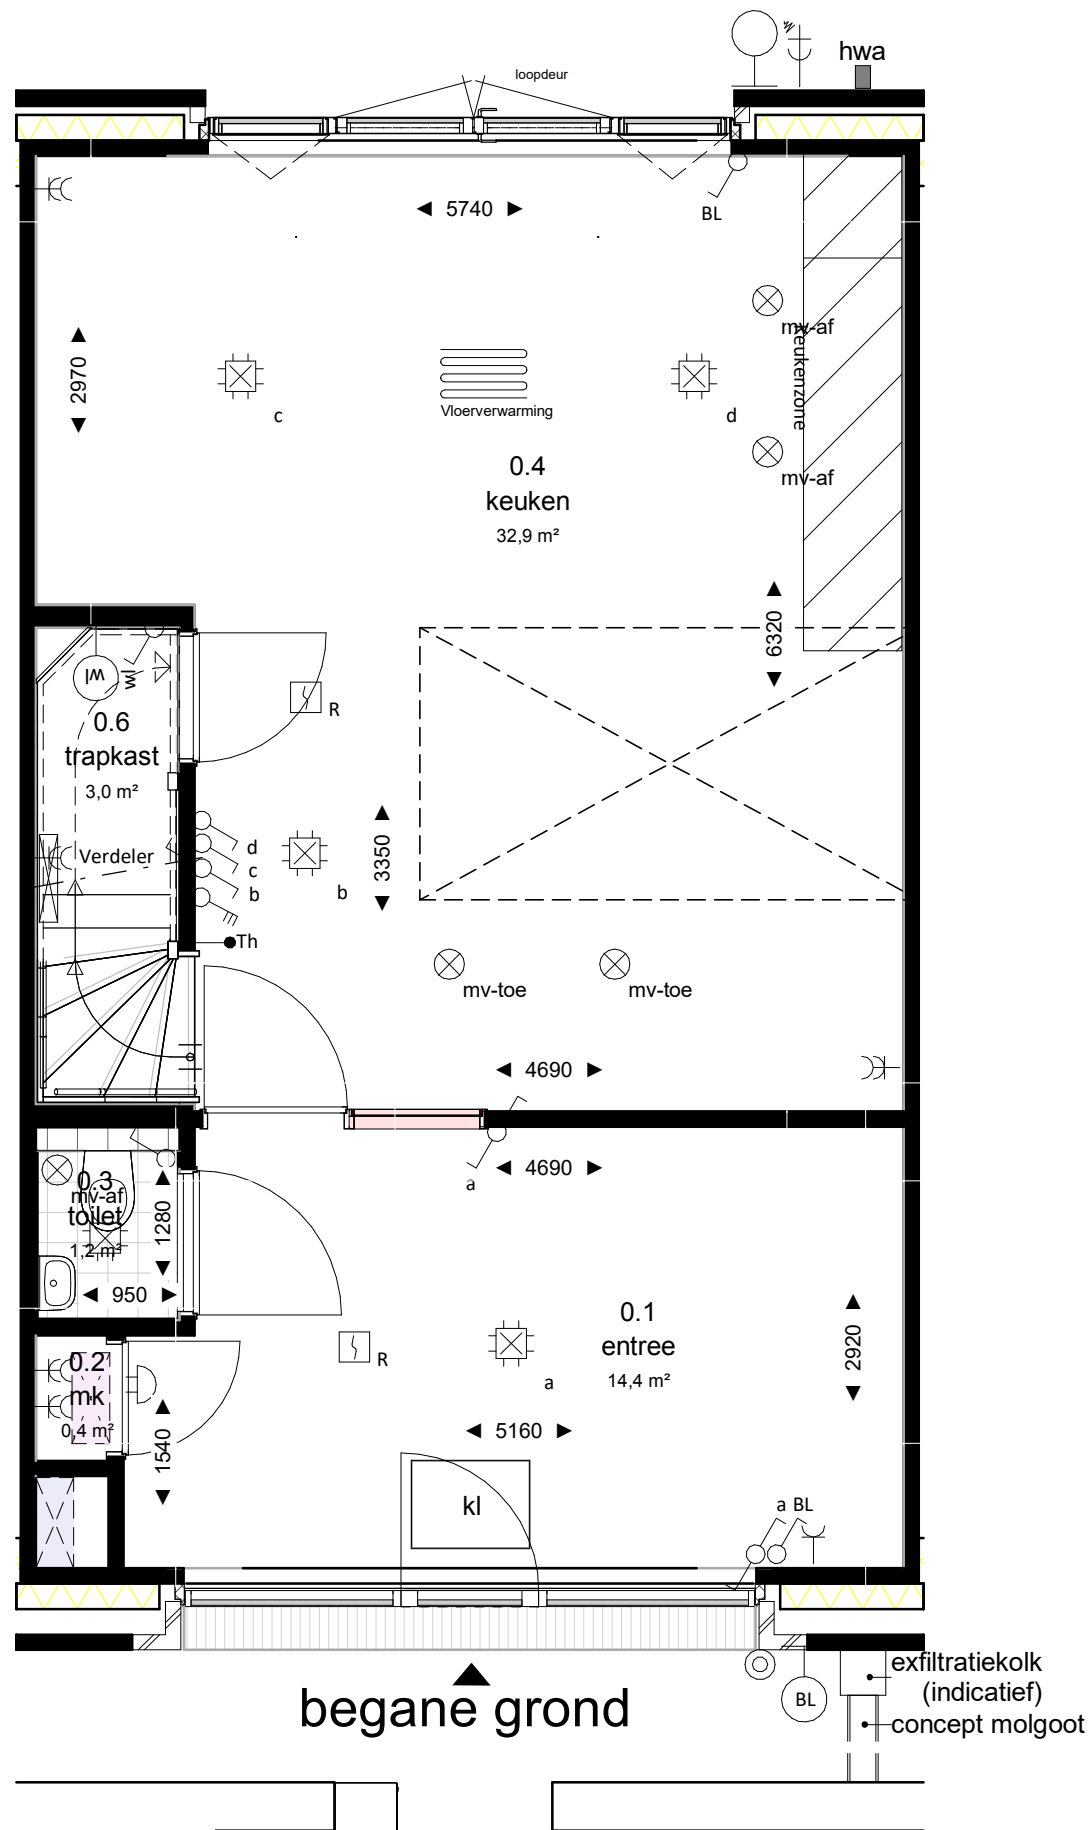 loopdeur
hwa
5740
BL
mv-af
keukenzone
2970
c
Vloerverwarming
d
mv-af
0.4
keuken
32,9 m²
6320
wl
wl
0.6
trapkast
3,0 m²
R
Verdeler
d
c
b
b
3350
Th
mv-toe
mv-toe
4690
a
4690
0.3
mv-af
toilet
1,2 m²
1280
950
0.1
entree
14,4 m²
2920
R
a
0.2
mk
0,4 m²
1540
5160
kl
a BL
BL
exfiltratiekolk
(indicatief)
concept molgoot
begane grond